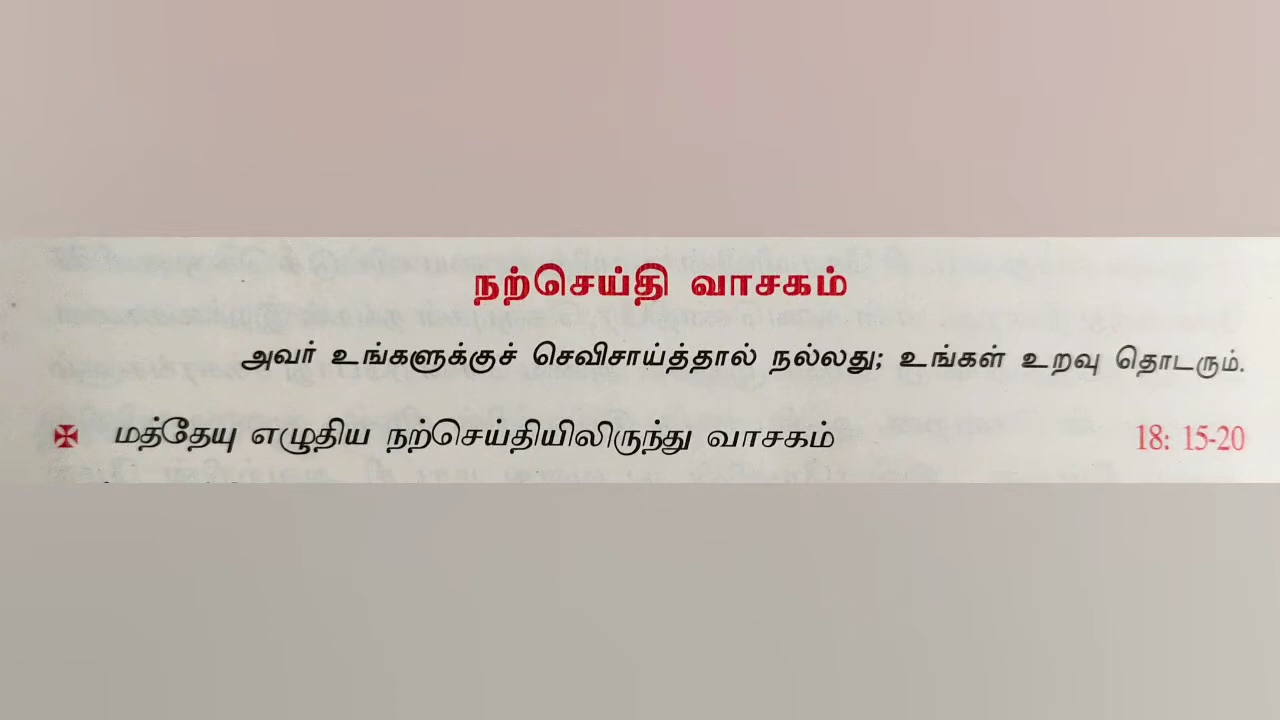 நற்செய்தி வாசகம்
அவர் உங்களுக்குச் செவிசாய்த்தால் நல்லது; உங்கள் உறவு தொடரும்.
✠ மத்தேயு எழுதிய நற்செய்தியிலிருந்து வாசகம் 18: 15-20